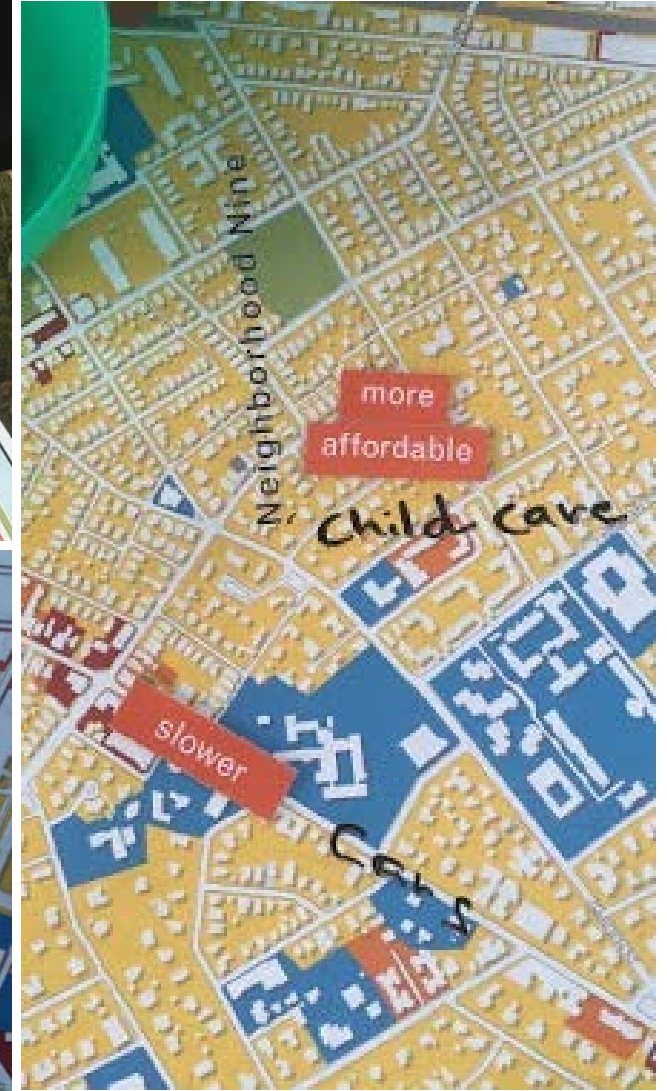 Neighborhood Nine
more
affordable
Child care
slower
Cars